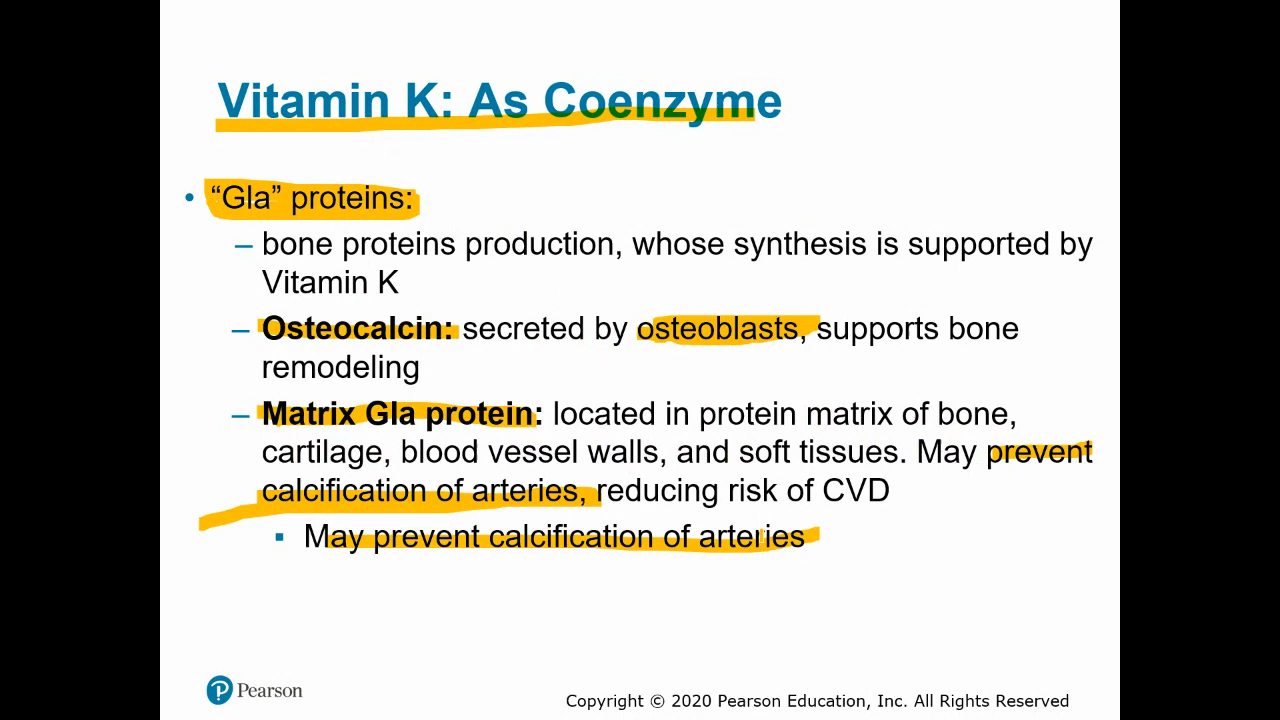 Vitamin K: As Coenzyme
• “Gla” proteins:
– bone proteins production, whose synthesis is supported by
Vitamin K
– Osteocalcin: secreted by osteoblasts, supports bone
remodeling
– Matrix Gla protein: located in protein matrix of bone,
cartilage, blood vessel walls, and soft tissues. May prevent
calcification of arteries, reducing risk of CVD
▪ May prevent calcification of arteries
Pearson
Copyright © 2020 Pearson Education, Inc. All Rights Reserved